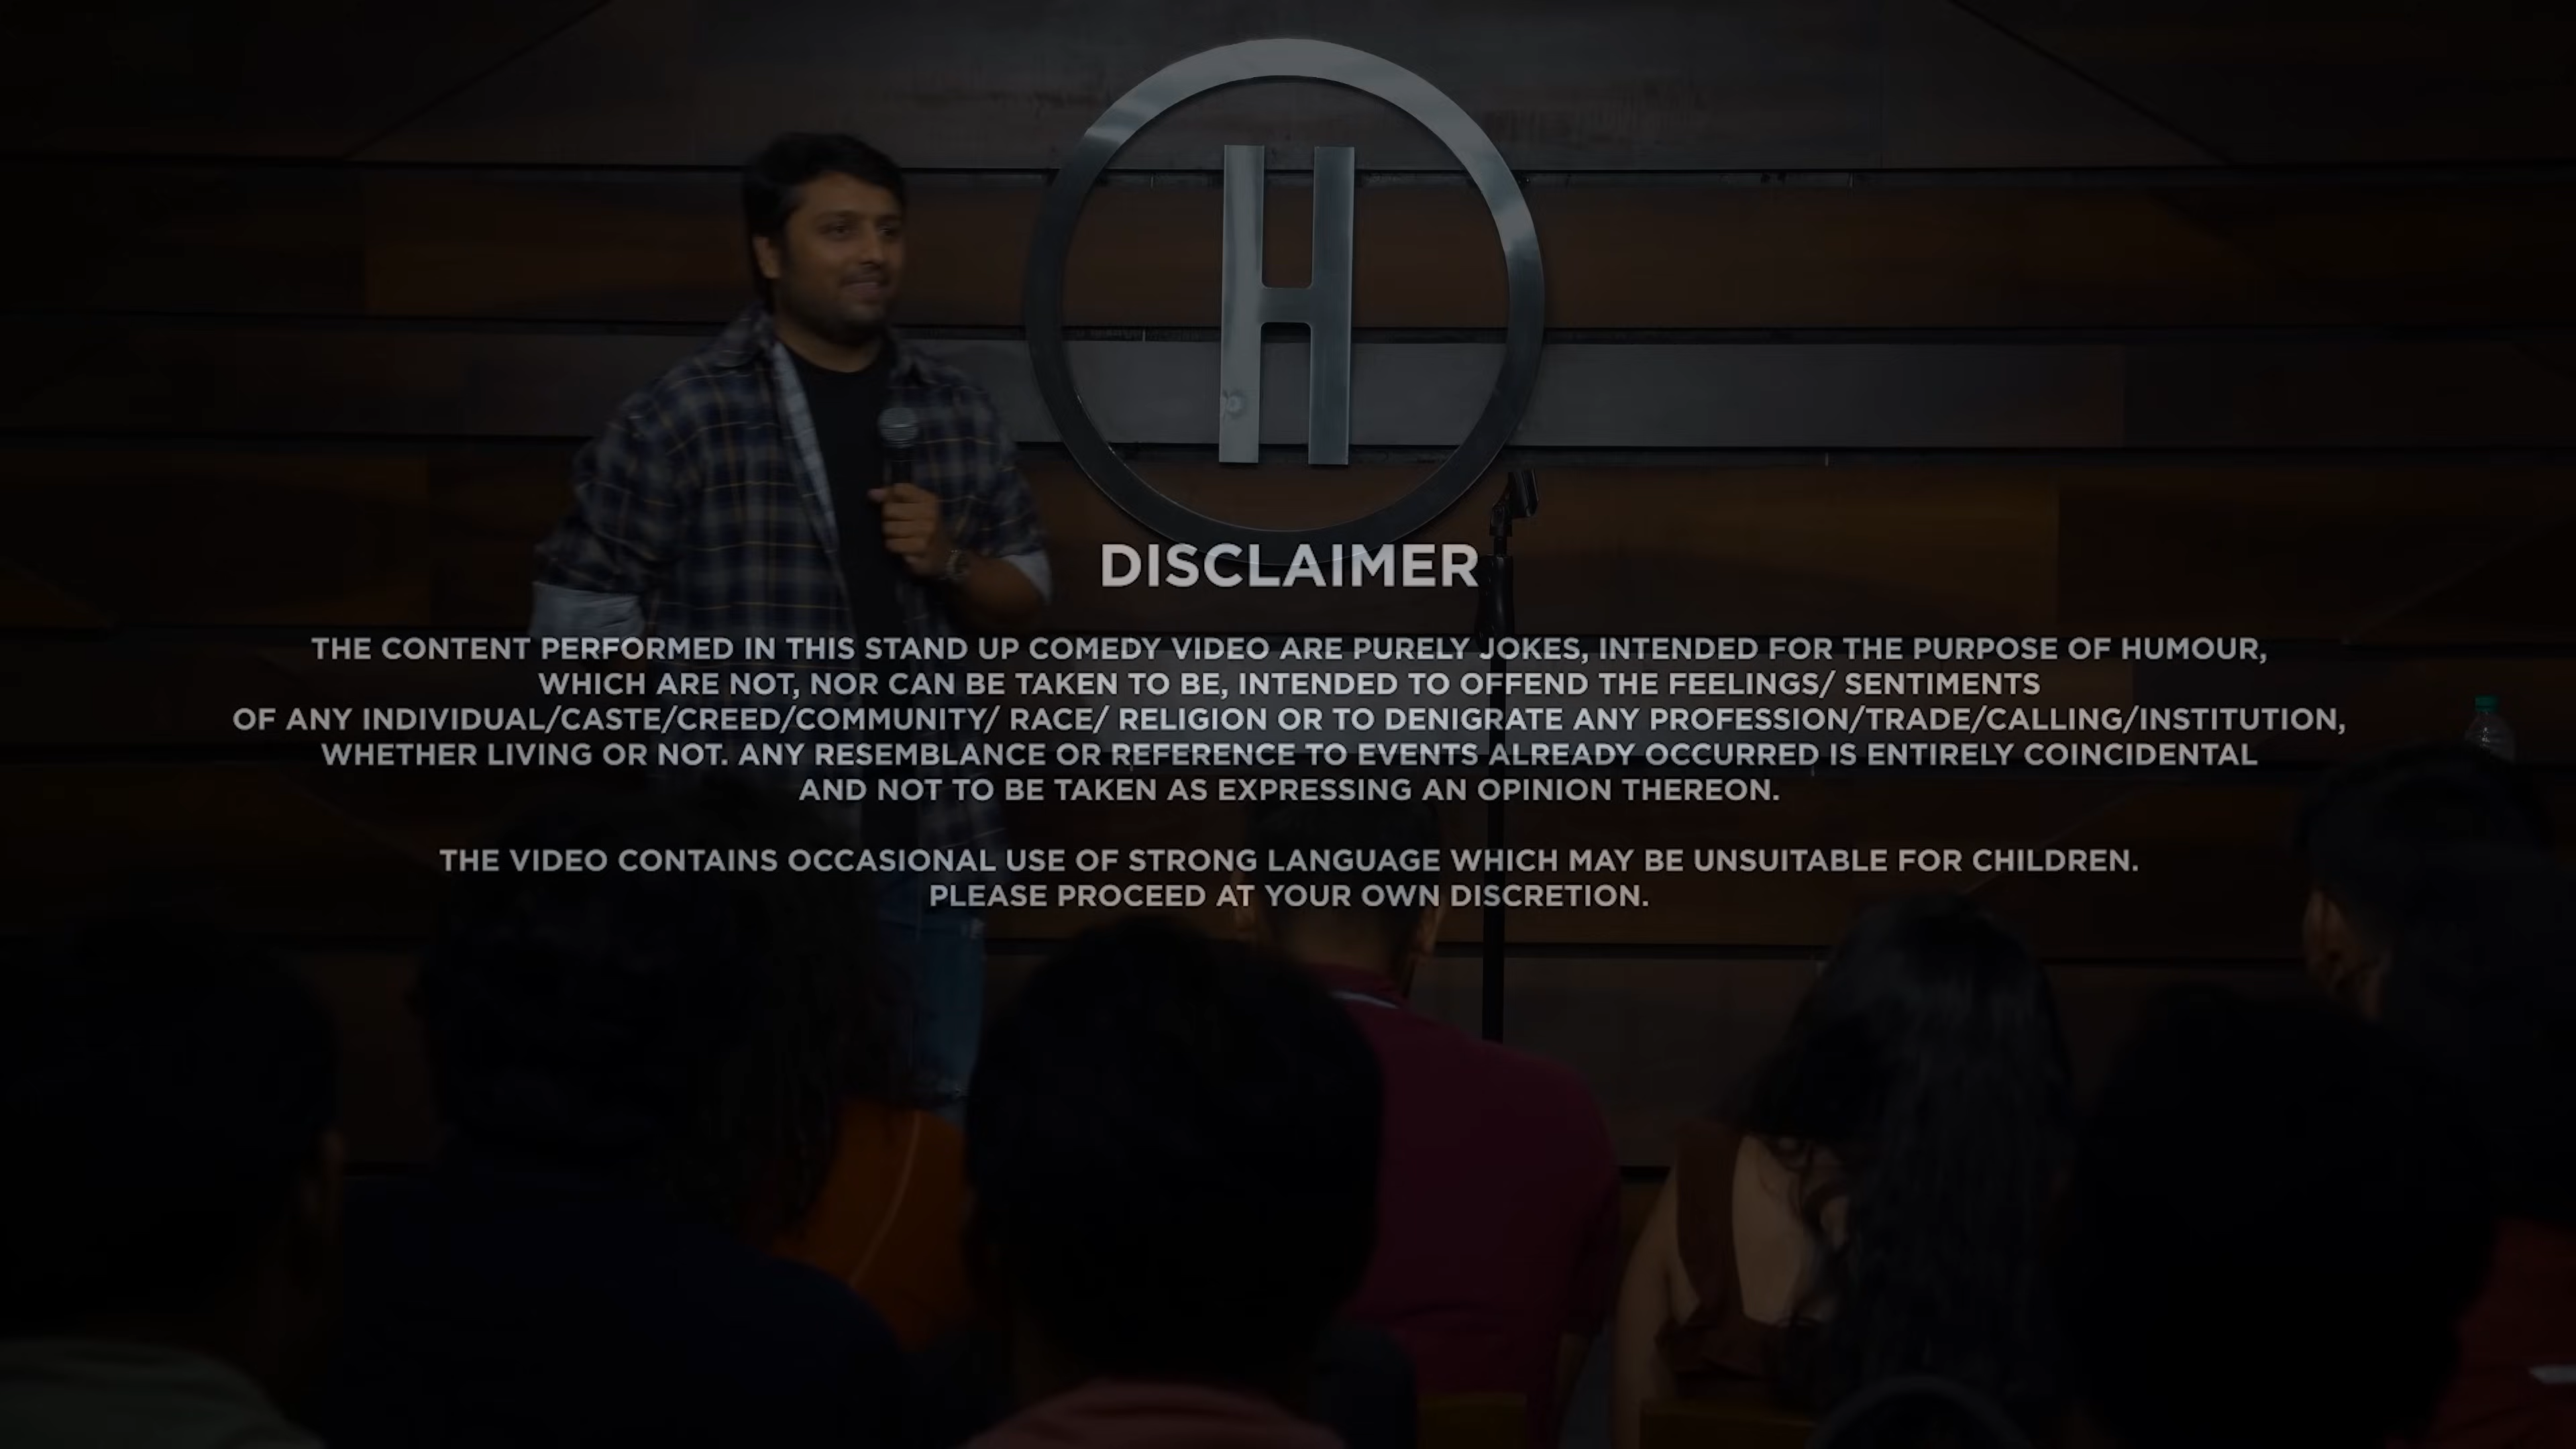 H
DISCLAIMER
THE CONTENT PERFORMED IN THIS STAND UP COMEDY VIDEO ARE PURELY JOKES, INTENDED FOR THE PURPOSE OF HUMOUR,
WHICH ARE NOT, NOR CAN BE TAKEN TO BE, INTENDED TO OFFEND THE FEELINGS/ SENTIMENTS
OF ANY INDIVIDUAL/CASTE/CREED/COMMUNITY/ RACE/ RELIGION OR TO DENIGRATE ANY PROFESSION/TRADE/CALLING/INSTITUTION,
WHETHER LIVING OR NOT. ANY RESEMBLANCE OR REFERENCE TO EVENTS ALREADY OCCURRED IS ENTIRELY COINCIDENTAL
AND NOT TO BE TAKEN AS EXPRESSING AN OPINION THEREON.
THE VIDEO CONTAINS OCCASIONAL USE OF STRONG LANGUAGE WHICH MAY BE UNSUITABLE FOR CHILDREN.
PLEASE PROCEED AT YOUR OWN DISCRETION.